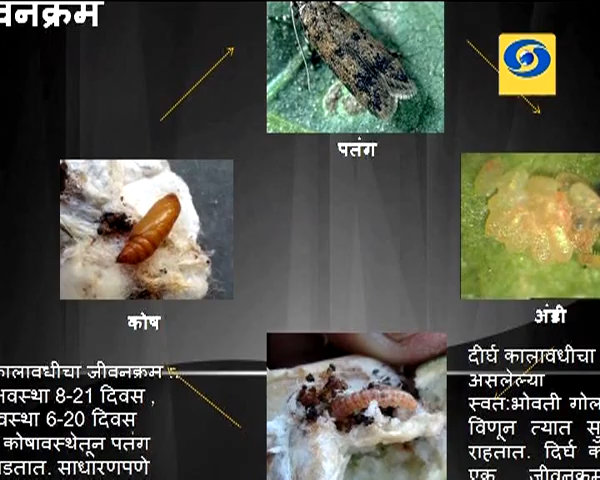 वनक्रम
पतंग
कोष
अंडी
कालावधीचा जीवनक्रम :.
अवस्था 8-21 दिवस ,
वस्था 6-20 दिवस
कोषावस्थेतून पतंग
डतात. साधारणपणे
दीर्घ कालावधीचा
असलेल्या
स्वत:भोवती गोल
विणून त्यात सु
राहतात. दिर्घ क
एक जीवनक्रम